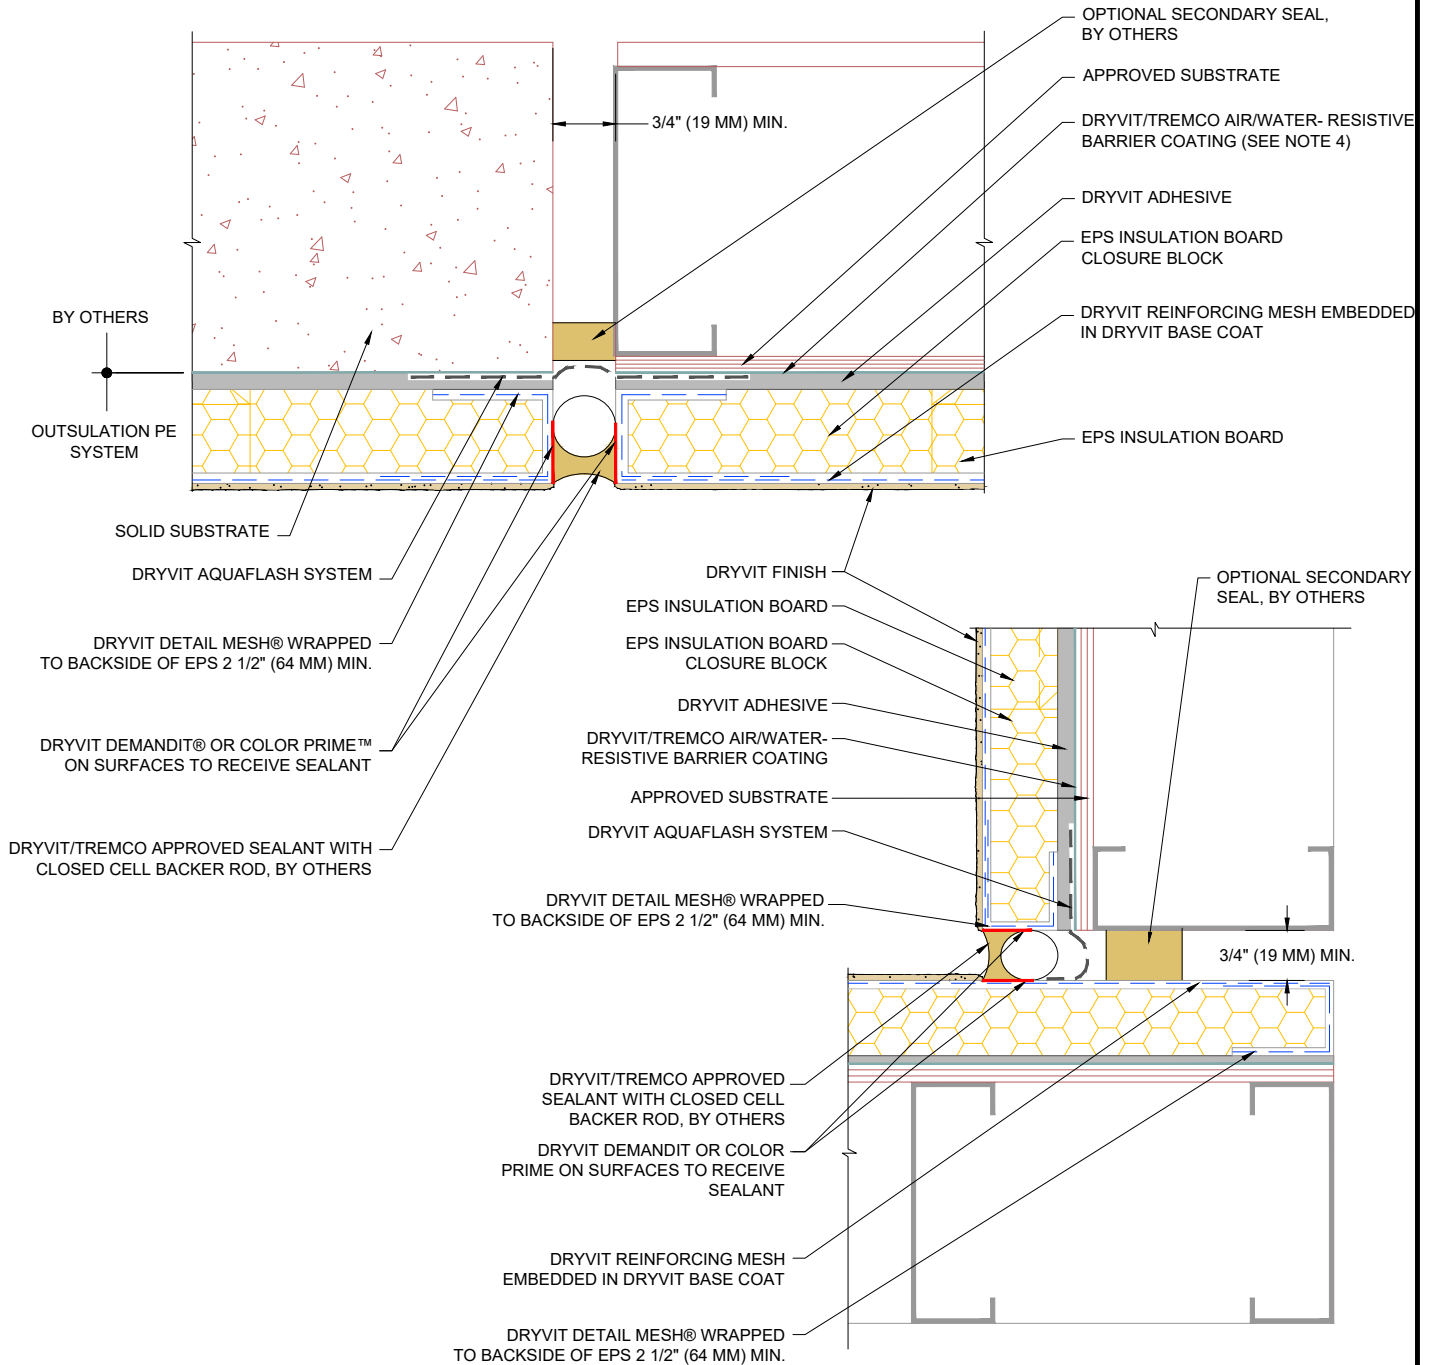 OPTIONAL SECONDARY SEAL,
BY OTHERS
APPROVED SUBSTRATE
3/4" (19 MM) MIN.
DRYVIT/TREMCO AIR/WATER- RESISTIVE
BARRIER COATING (SEE NOTE 4)
DRYVIT ADHESIVE
EPS INSULATION BOARD
CLOSURE BLOCK
DRYVIT REINFORCING MESH EMBEDDED
IN DRYVIT BASE COAT
EPS INSULATION BOARD
BY OTHERS
OUTSULATION PE
SYSTEM
SOLID SUBSTRATE
DRYVIT AQUAFLASH SYSTEM
DRYVIT DETAIL MESH® WRAPPED
TO BACKSIDE OF EPS 2 1/2" (64 MM) MIN.
DRYVIT DEMANDIT® OR COLOR PRIME™
ON SURFACES TO RECEIVE SEALANT
DRYVIT/TREMCO APPROVED SEALANT WITH
CLOSED CELL BACKER ROD, BY OTHERS
DRYVIT FINISH
EPS INSULATION BOARD
EPS INSULATION BOARD
CLOSURE BLOCK
DRYVIT ADHESIVE
DRYVIT/TREMCO AIR/WATER-
RESISTIVE BARRIER COATING
APPROVED SUBSTRATE
DRYVIT AQUAFLASH SYSTEM
DRYVIT DETAIL MESH® WRAPPED
TO BACKSIDE OF EPS 2 1/2" (64 MM) MIN.
OPTIONAL SECONDARY
SEAL, BY OTHERS
3/4" (19 MM) MIN.
DRYVIT/TREMCO APPROVED
SEALANT WITH CLOSED CELL
BACKER ROD, BY OTHERS
DRYVIT DEMANDIT OR COLOR
PRIME ON SURFACES TO RECEIVE
SEALANT
DRYVIT REINFORCING MESH
EMBEDDED IN DRYVIT BASE COAT
DRYVIT DETAIL MESH® WRAPPED
TO BACKSIDE OF EPS 2 1/2" (64 MM) MIN.